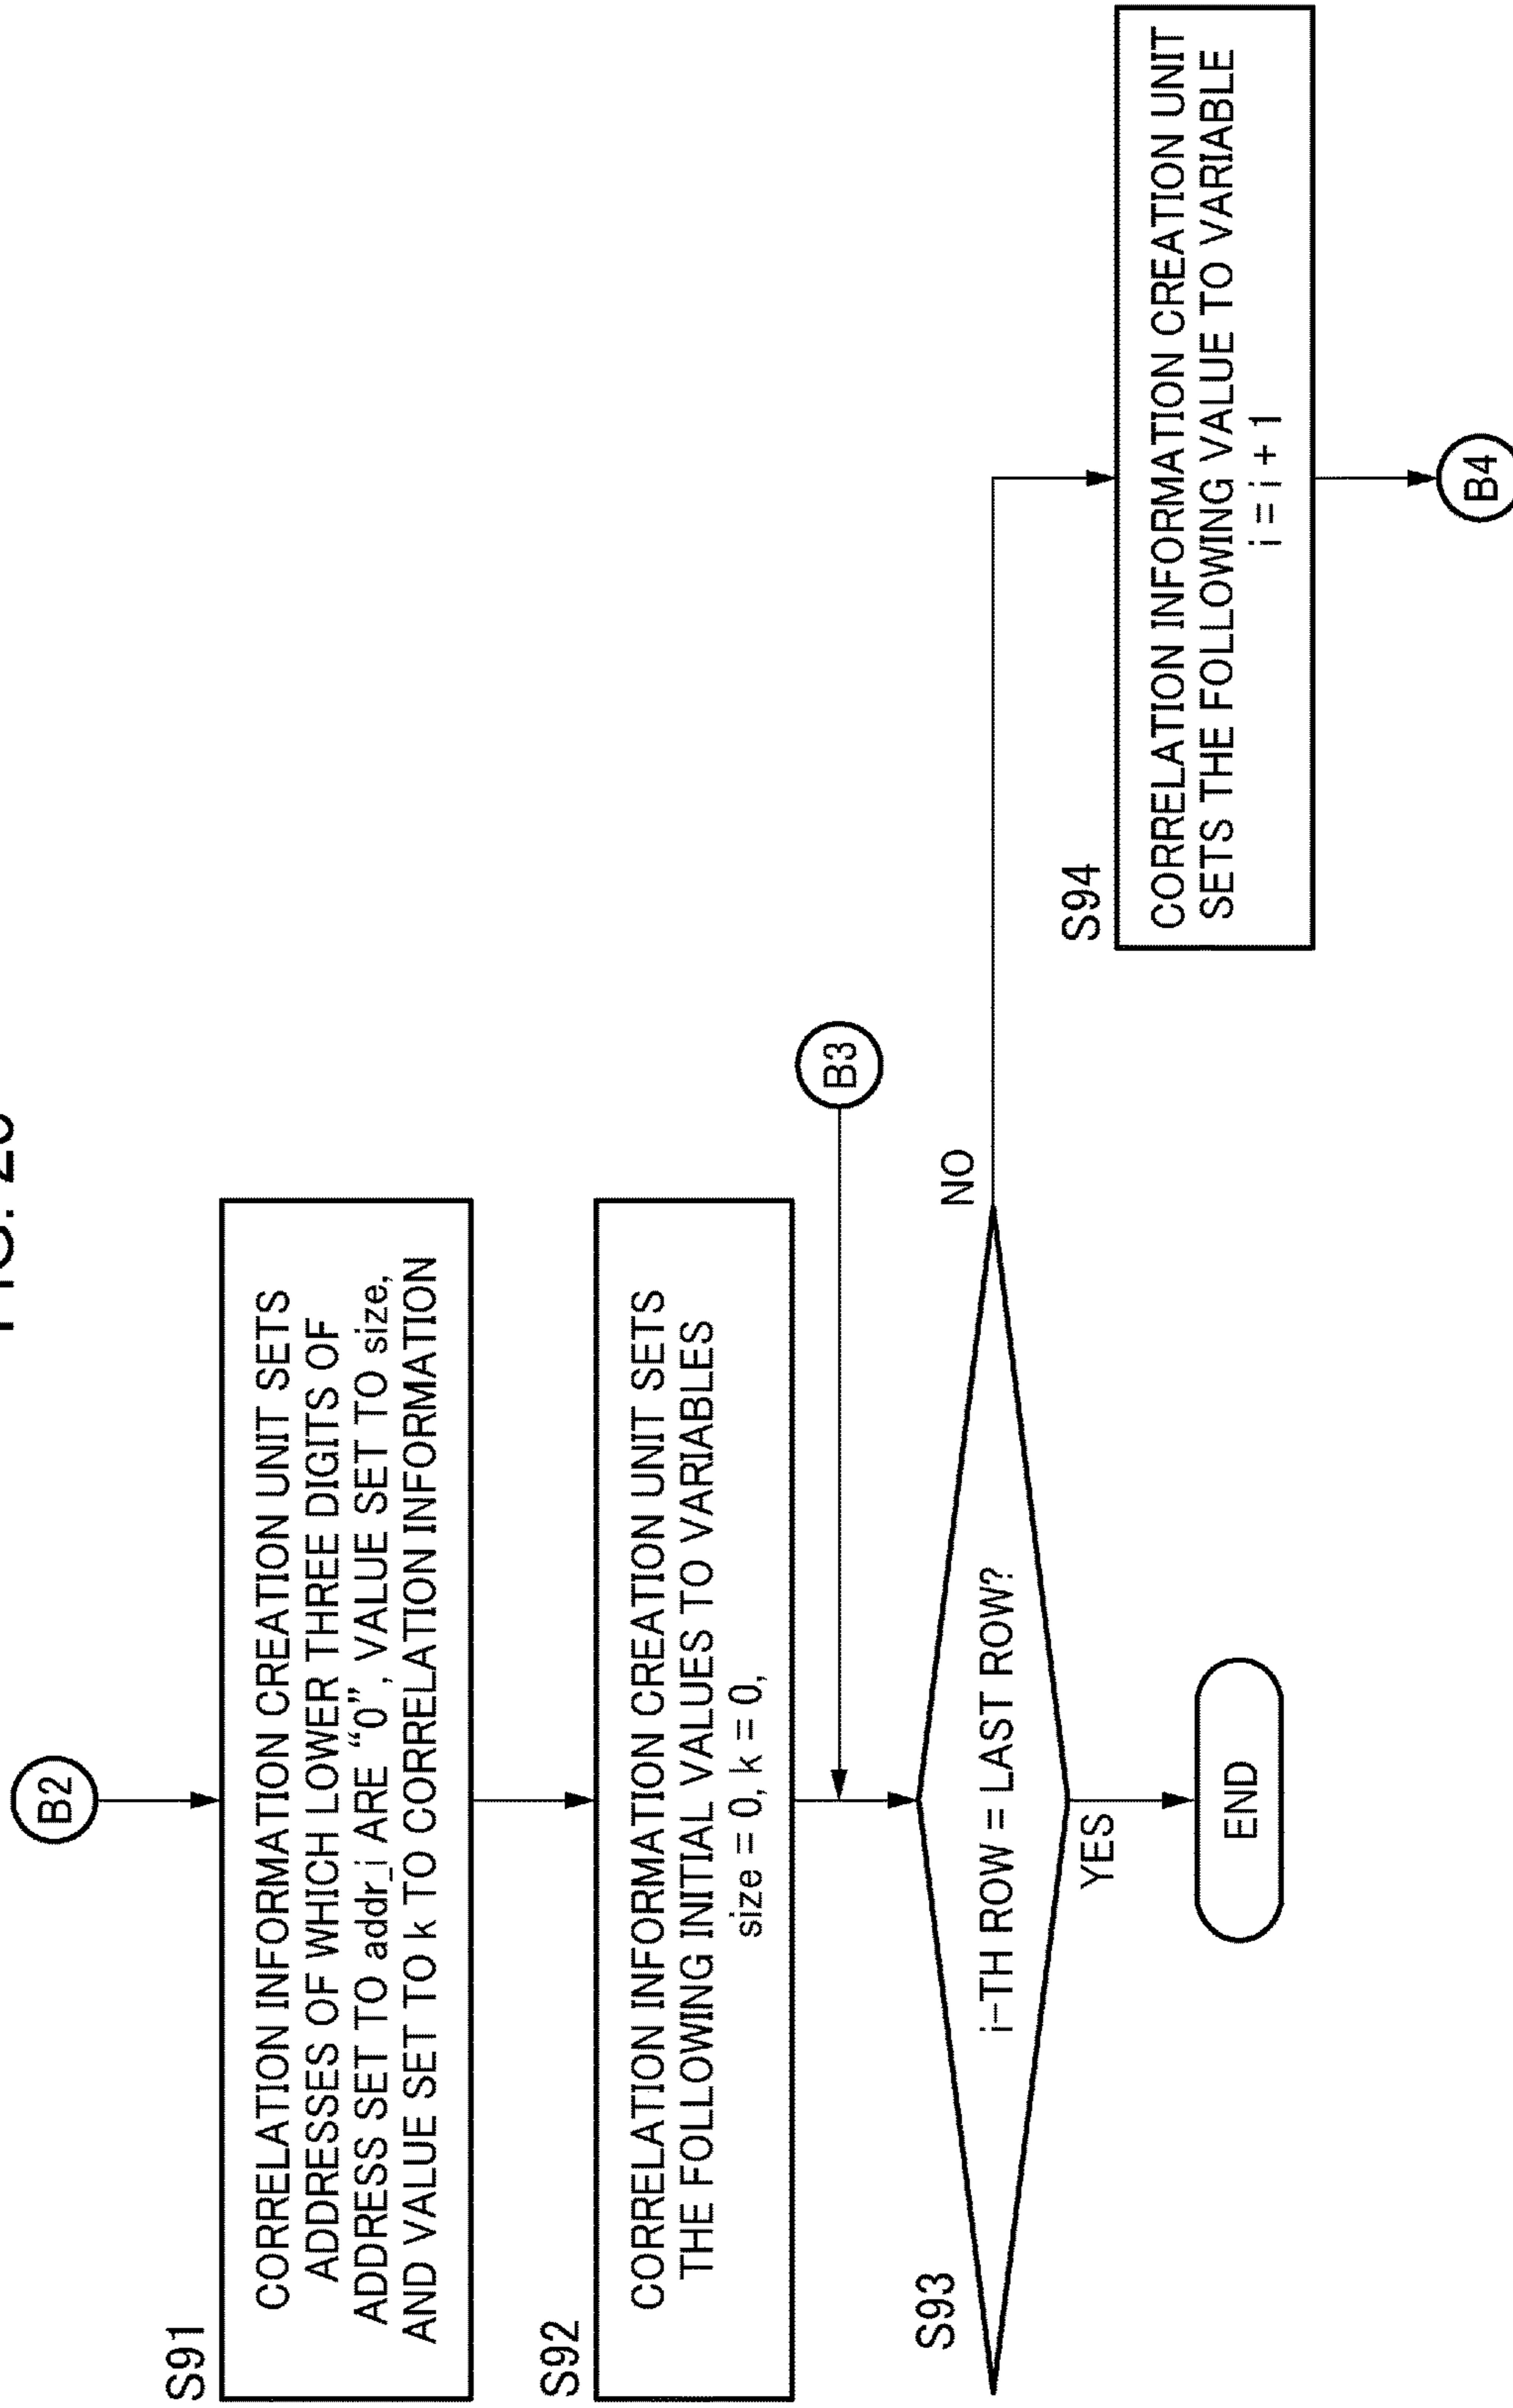 FIG.
B2
S91
CORRELATION INFORMATION CREATION UNIT SETS
ADDRESSES OF WHICH LOWER THREE DIGITS OF
ADDRESS SET TO addr_i ARE “0”, VALUE SET TO size,
AND VALUE SET TO k TO CORRELATION INFORMATION
S92
CORRELATION INFORMATION CREATION UNIT SETS
THE FOLLOWING INITIAL VALUES TO VARIABLES
size = 0, k = 0,
B3
S93
i-TH ROW = LAST ROW?
NO
YES
END
S94
CORRELATION INFORMATION CREATION UNIT
SETS THE FOLLOWING VALUE TO VARIABLE
i = i + 1
B4